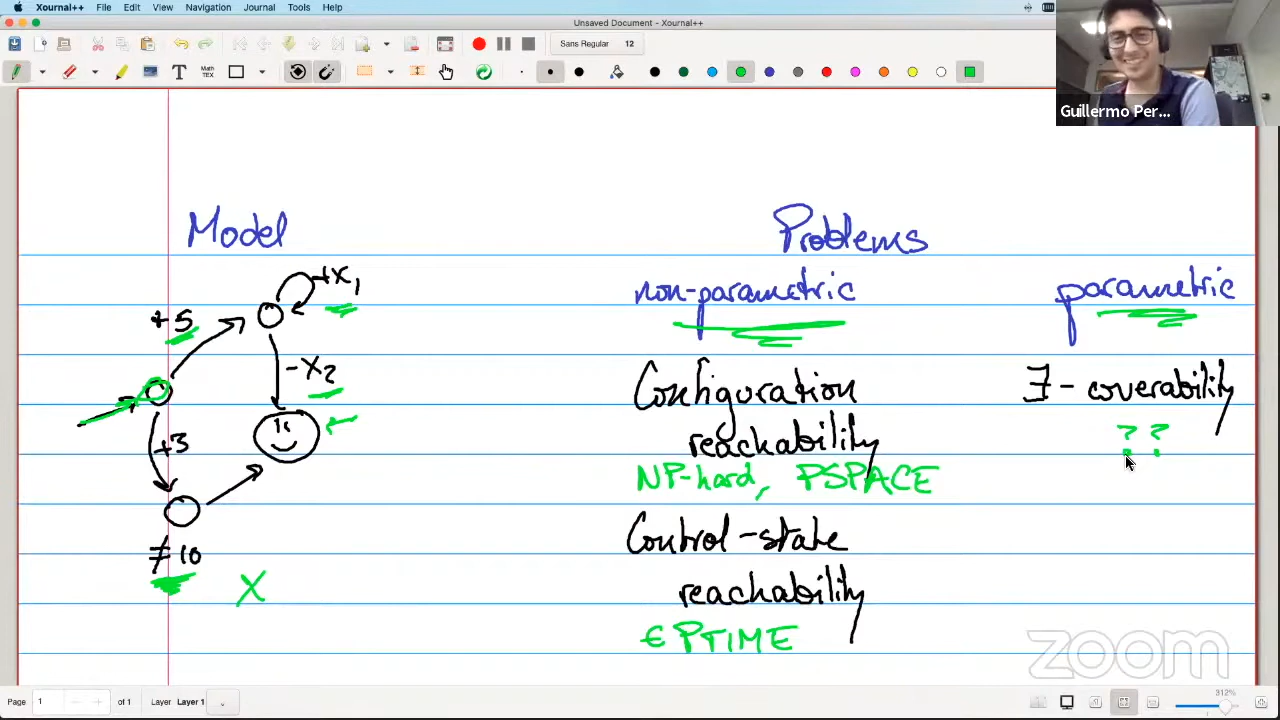 Xournal++ File Edit View Navigation Journal Tools Help
Unsaved Document - Xournal++
Sans Regular 12
Guillermo Per...
Model
Problems
non-parametric
parametric
+x₁
+5
-x₂
+3
≠10
X
Configuration
reachability
NP-hard, PSPACE
Control-state
reachability
∈ PTIME
∃-coverability
??
zoom
Page 1 of 1 Layer Layer 1
312%